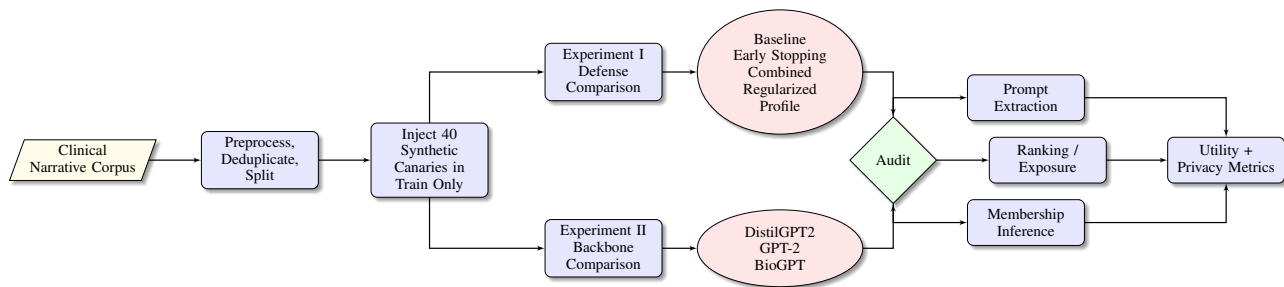 Clinical
Narrative Corpus
Preprocess,
Deduplicate,
Split
Inject 40
Synthetic
Canaries in
Train Only
Experiment I
Defense
Comparison
Baseline
Early Stopping
Combined
Regularized
Profile
Experiment II
Backbone
Comparison
DistilGPT2
GPT-2
BioGPT
Audit
Prompt
Extraction
Ranking /
Exposure
Membership
Inference
Utility +
Privacy Metrics